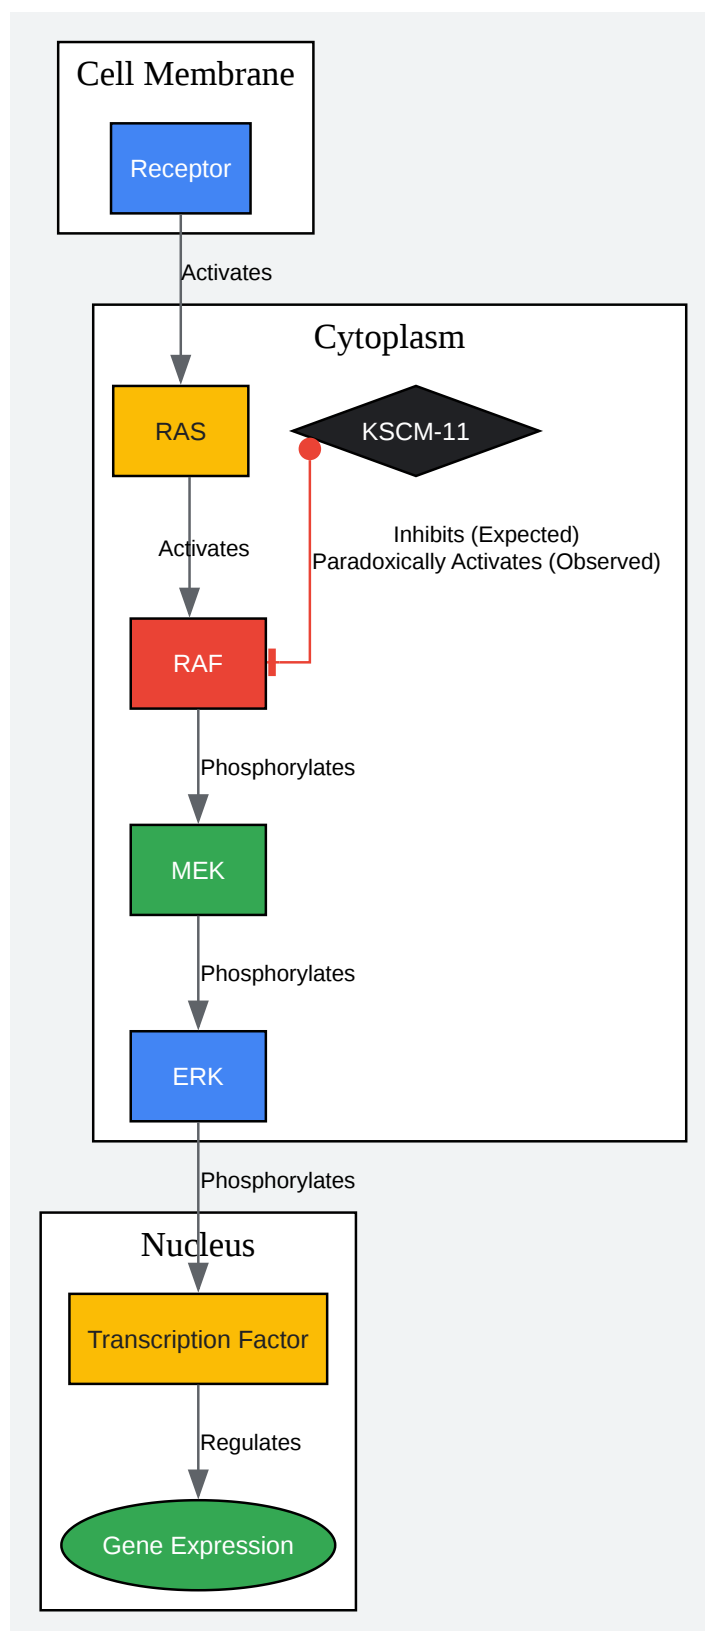 Cell Membrane
Receptor
Activates
Cytoplasm
RAS
KSCM-11
Inhibits (Expected)
Paradoxically Activates (Observed)
Activates
RAF
Phosphorylates
MEK
Phosphorylates
ERK
Phosphorylates
Nucleus
Transcription Factor
Regulates
Gene Expression